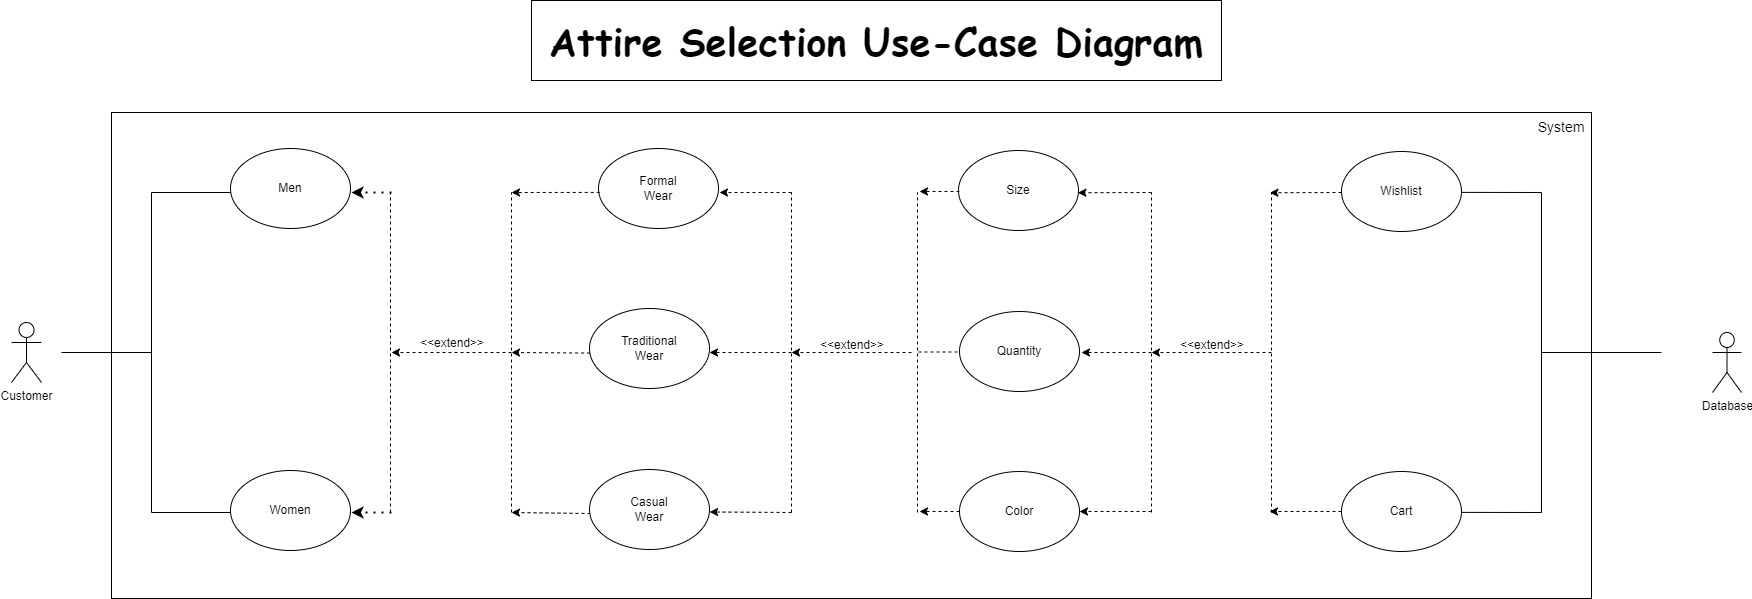 Attire Selection Use-Case Diagram
System
Men
Formal
Wear
Size
Wishlist
Customer
<<extend>>
Traditional
Wear
<<extend>>
Quantity
<<extend>>
Database
Women
Casual
Wear
Color
Cart